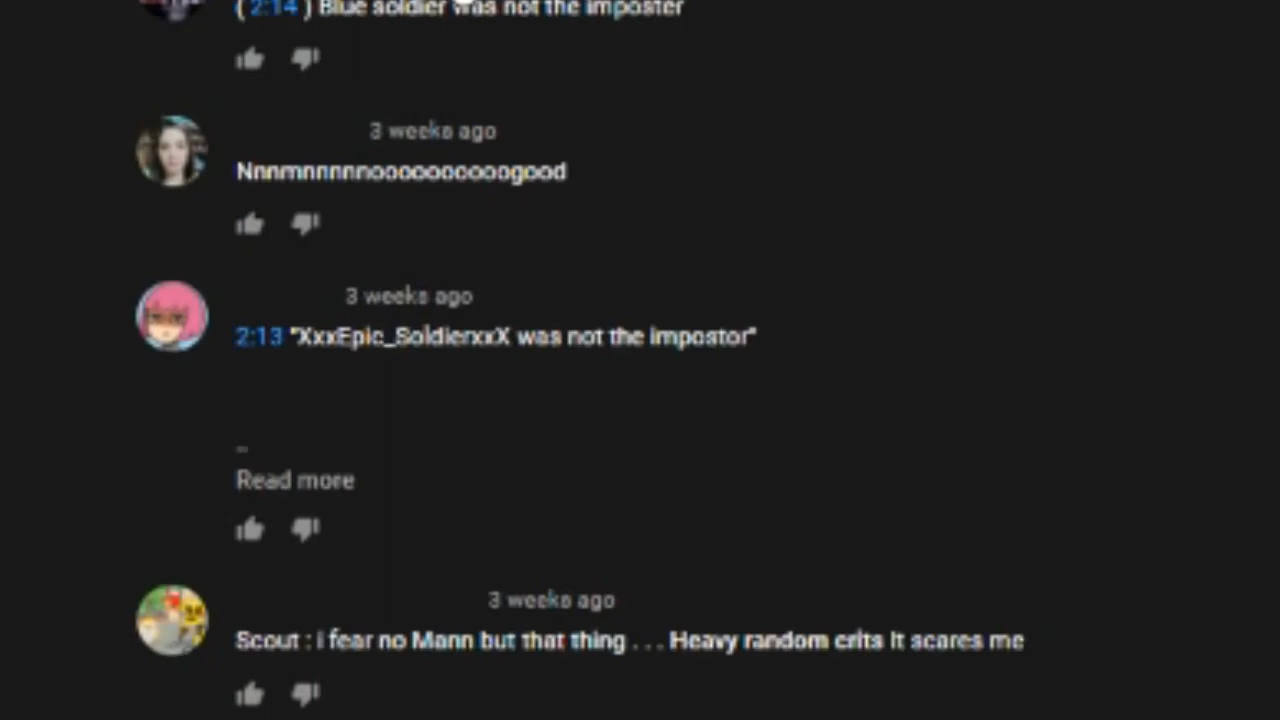 ( 2:14 ) Blue soldier was not the imposter
3 weeks ago
Nnnmnnnnnoooooooooogood
3 weeks ago
2:13 "XxxEpic_SoldierxxX was not the impostor"
..
Read more
3 weeks ago
Scout : i fear no Mann but that thing . . . Heavy random crits It scares me